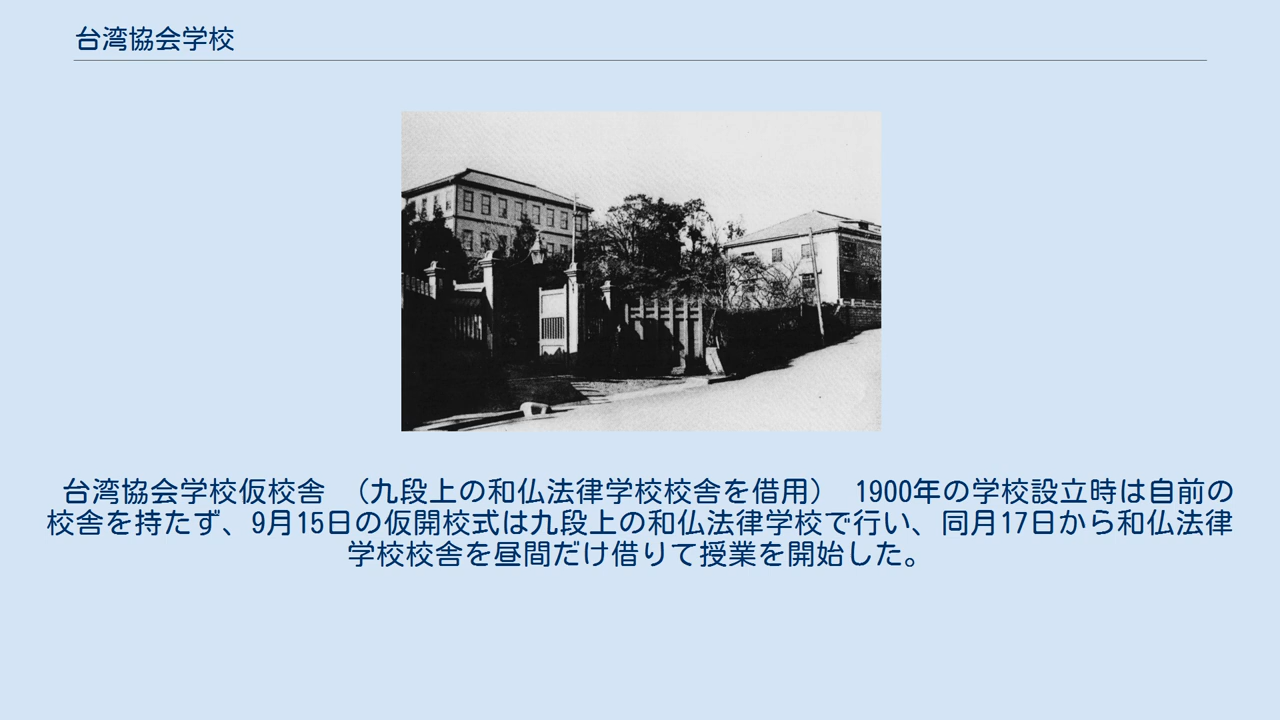 台湾協会学校
台湾協会学校仮校舎　（九段上の和仏法律学校校舎を借用）　1900年の学校設立時は自前の
校舎を持たず、9月15日の仮開校式は九段上の和仏法律学校で行い、同月17日から和仏法律
学校校舎を昼間だけ借りて授業を開始した。